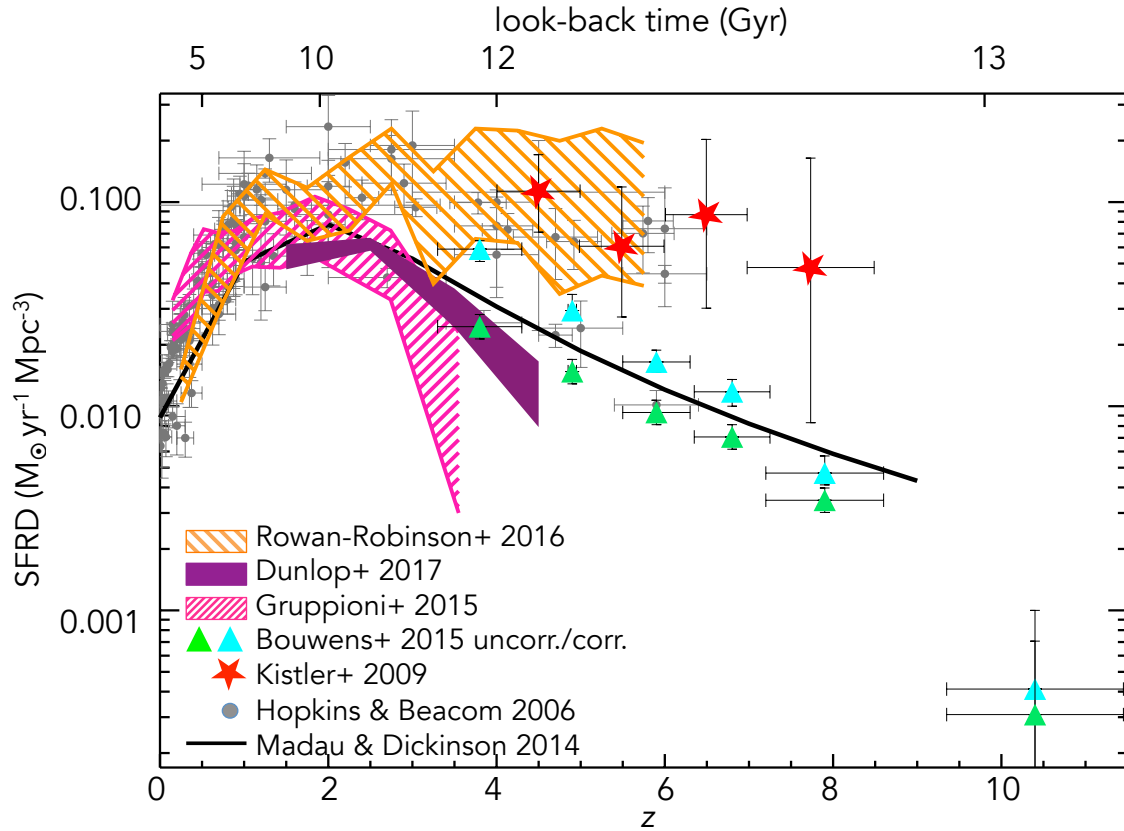 look-back time (Gyr)
5 10 12 13
0.100
0.010
0.001
SFRD (M☉ yr⁻¹ Mpc⁻³)
Rowan-Robinson+ 2016
Dunlop+ 2017
Gruppioni+ 2015
Bouwens+ 2015 uncorr./corr.
Kistler+ 2009
Hopkins & Beacom 2006
Madau & Dickinson 2014
0 2 4 6 8 10
z